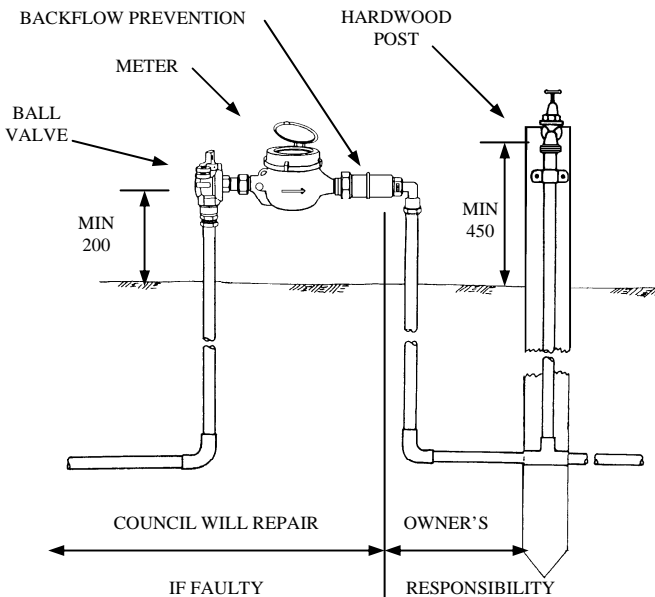 BACKFLOW PREVENTION
HARDWOOD
POST
METER
BALL
VALVE
MIN
200
MIN
450
COUNCIL WILL REPAIR
OWNER'S
IF FAULTY
RESPONSIBILITY